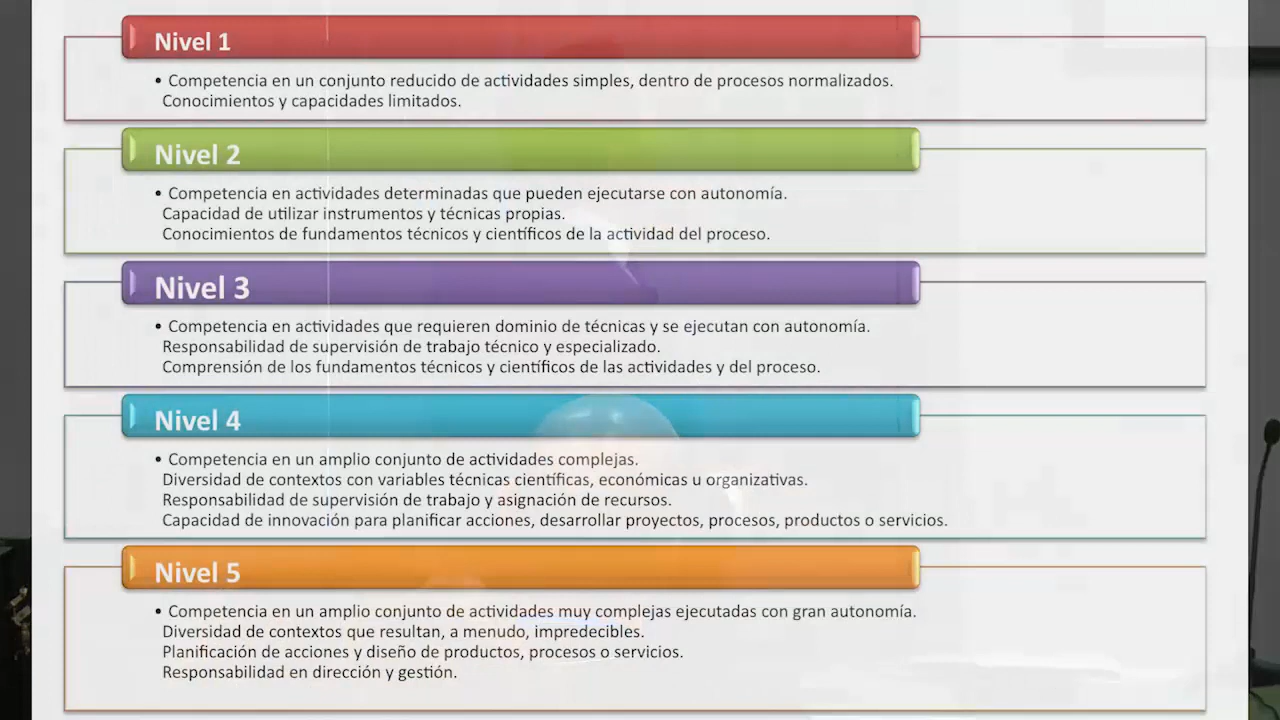 Nivel 1
• Competencia en un conjunto reducido de actividades simples, dentro de procesos normalizados.
Conocimientos y capacidades limitados.
Nivel 2
• Competencia en actividades determinadas que pueden ejecutarse con autonomía.
Capacidad de utilizar instrumentos y técnicas propias.
Conocimientos de fundamentos técnicos y científicos de la actividad del proceso.
Nivel 3
• Competencia en actividades que requieren dominio de técnicas y se ejecutan con autonomía.
Responsabilidad de supervisión de trabajo técnico y especializado.
Comprensión de los fundamentos técnicos y científicos de las actividades y del proceso.
Nivel 4
• Competencia en un amplio conjunto de actividades complejas.
Diversidad de contextos con variables técnicas científicas, económicas u organizativas.
Responsabilidad de supervisión de trabajo y asignación de recursos.
Capacidad de innovación para planificar acciones, desarrollar proyectos, procesos, productos o servicios.
Nivel 5
• Competencia en un amplio conjunto de actividades muy complejas ejecutadas con gran autonomía.
Diversidad de contextos que resultan, a menudo, impredecibles.
Planificación de acciones y diseño de productos, procesos o servicios.
Responsabilidad en dirección y gestión.